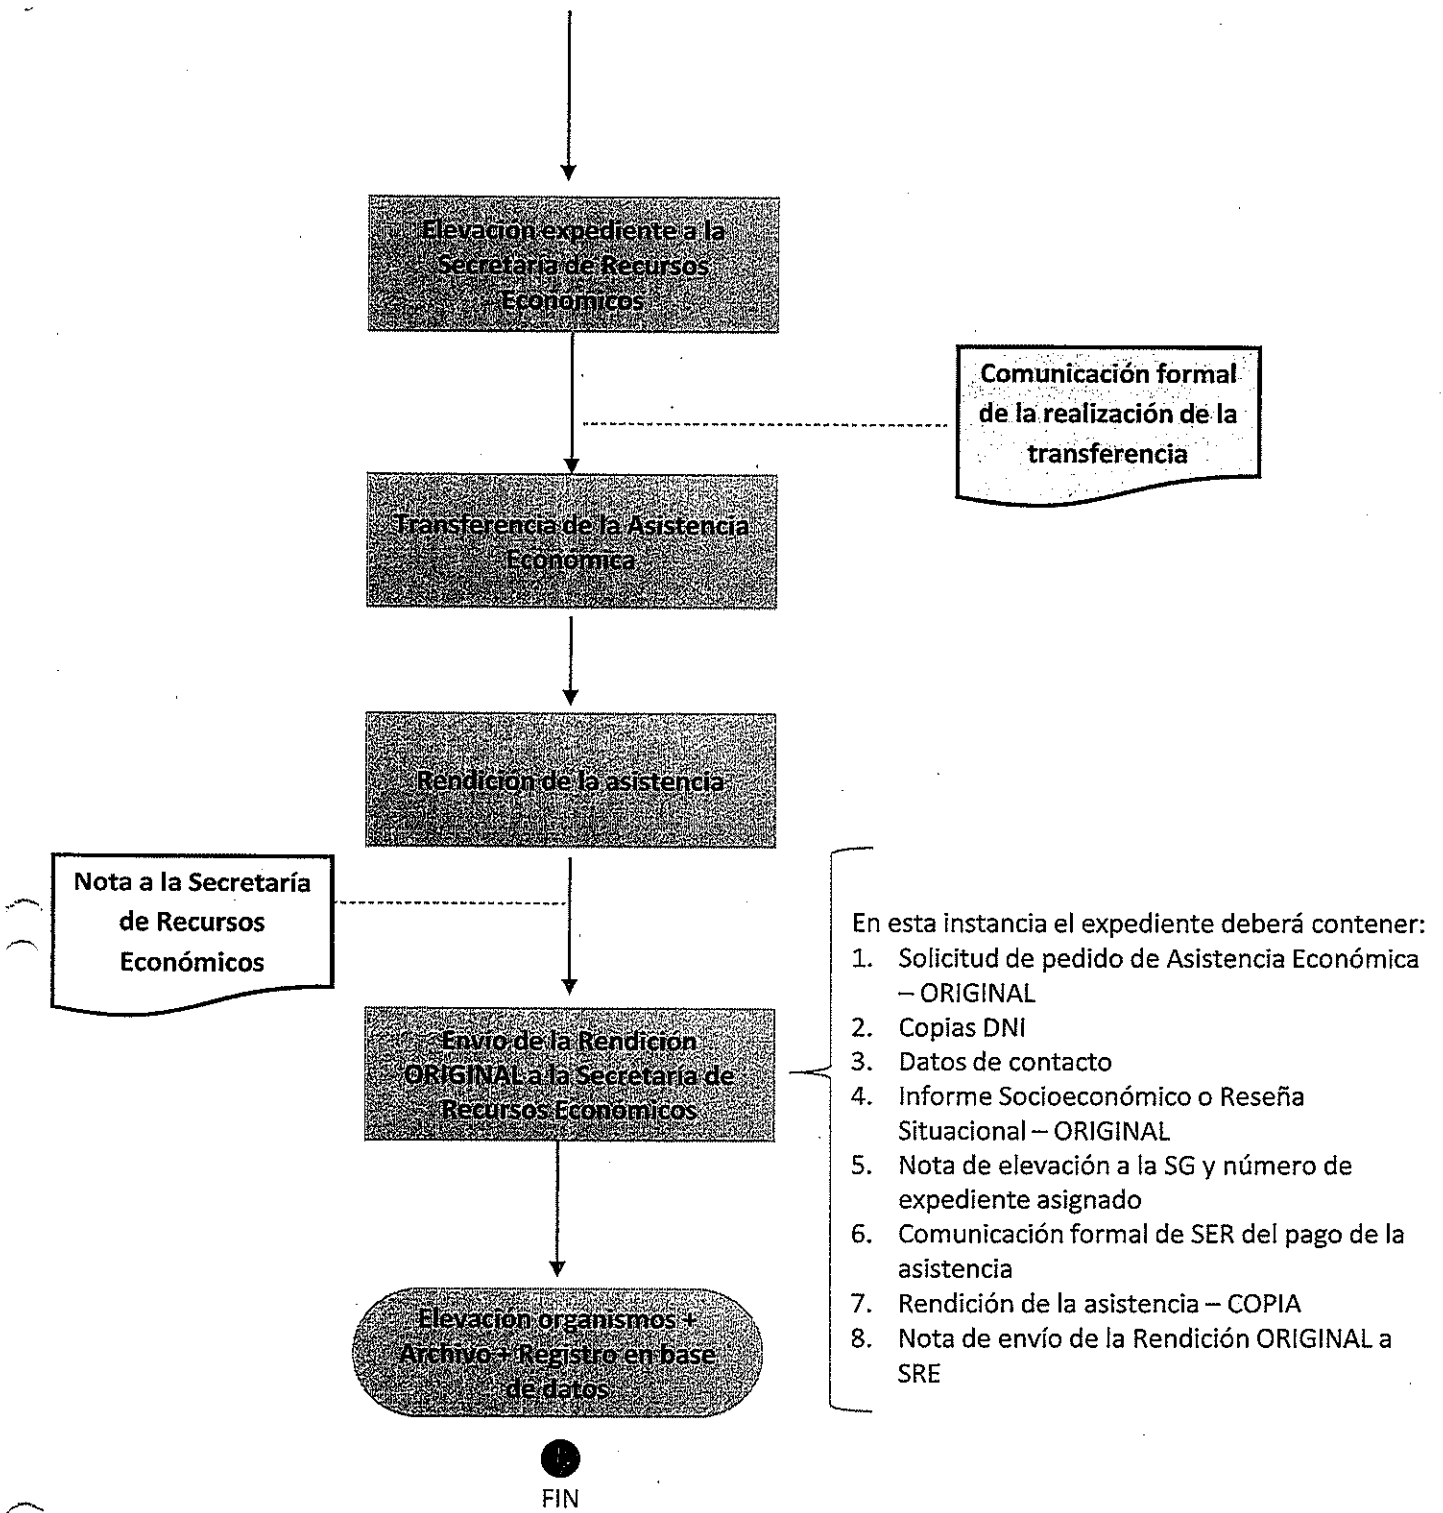 Elevación expediente a la
Secretaría de Recursos
Económicos
Comunicación formal
de la realización de la
transferencia
Transferencia de la Asistencia
Económica
Rendición de la asistencia
Nota a la Secretaría
de Recursos
Económicos
Envío de la Rendición
ORIGINAL a la Secretaría de
Recursos Económicos
En esta instancia el expediente deberá contener:
1. Solicitud de pedido de Asistencia Económica
– ORIGINAL
2. Copias DNI
3. Datos de contacto
4. Informe Socioeconómico o Reseña
Situacional – ORIGINAL
5. Nota de elevación a la SG y número de
expediente asignado
6. Comunicación formal de SER del pago de la
asistencia
7. Rendición de la asistencia – COPIA
8. Nota de envío de la Rendición ORIGINAL a
SRE
Elevación organismos +
Archivo + Registro en base
de datos
FIN